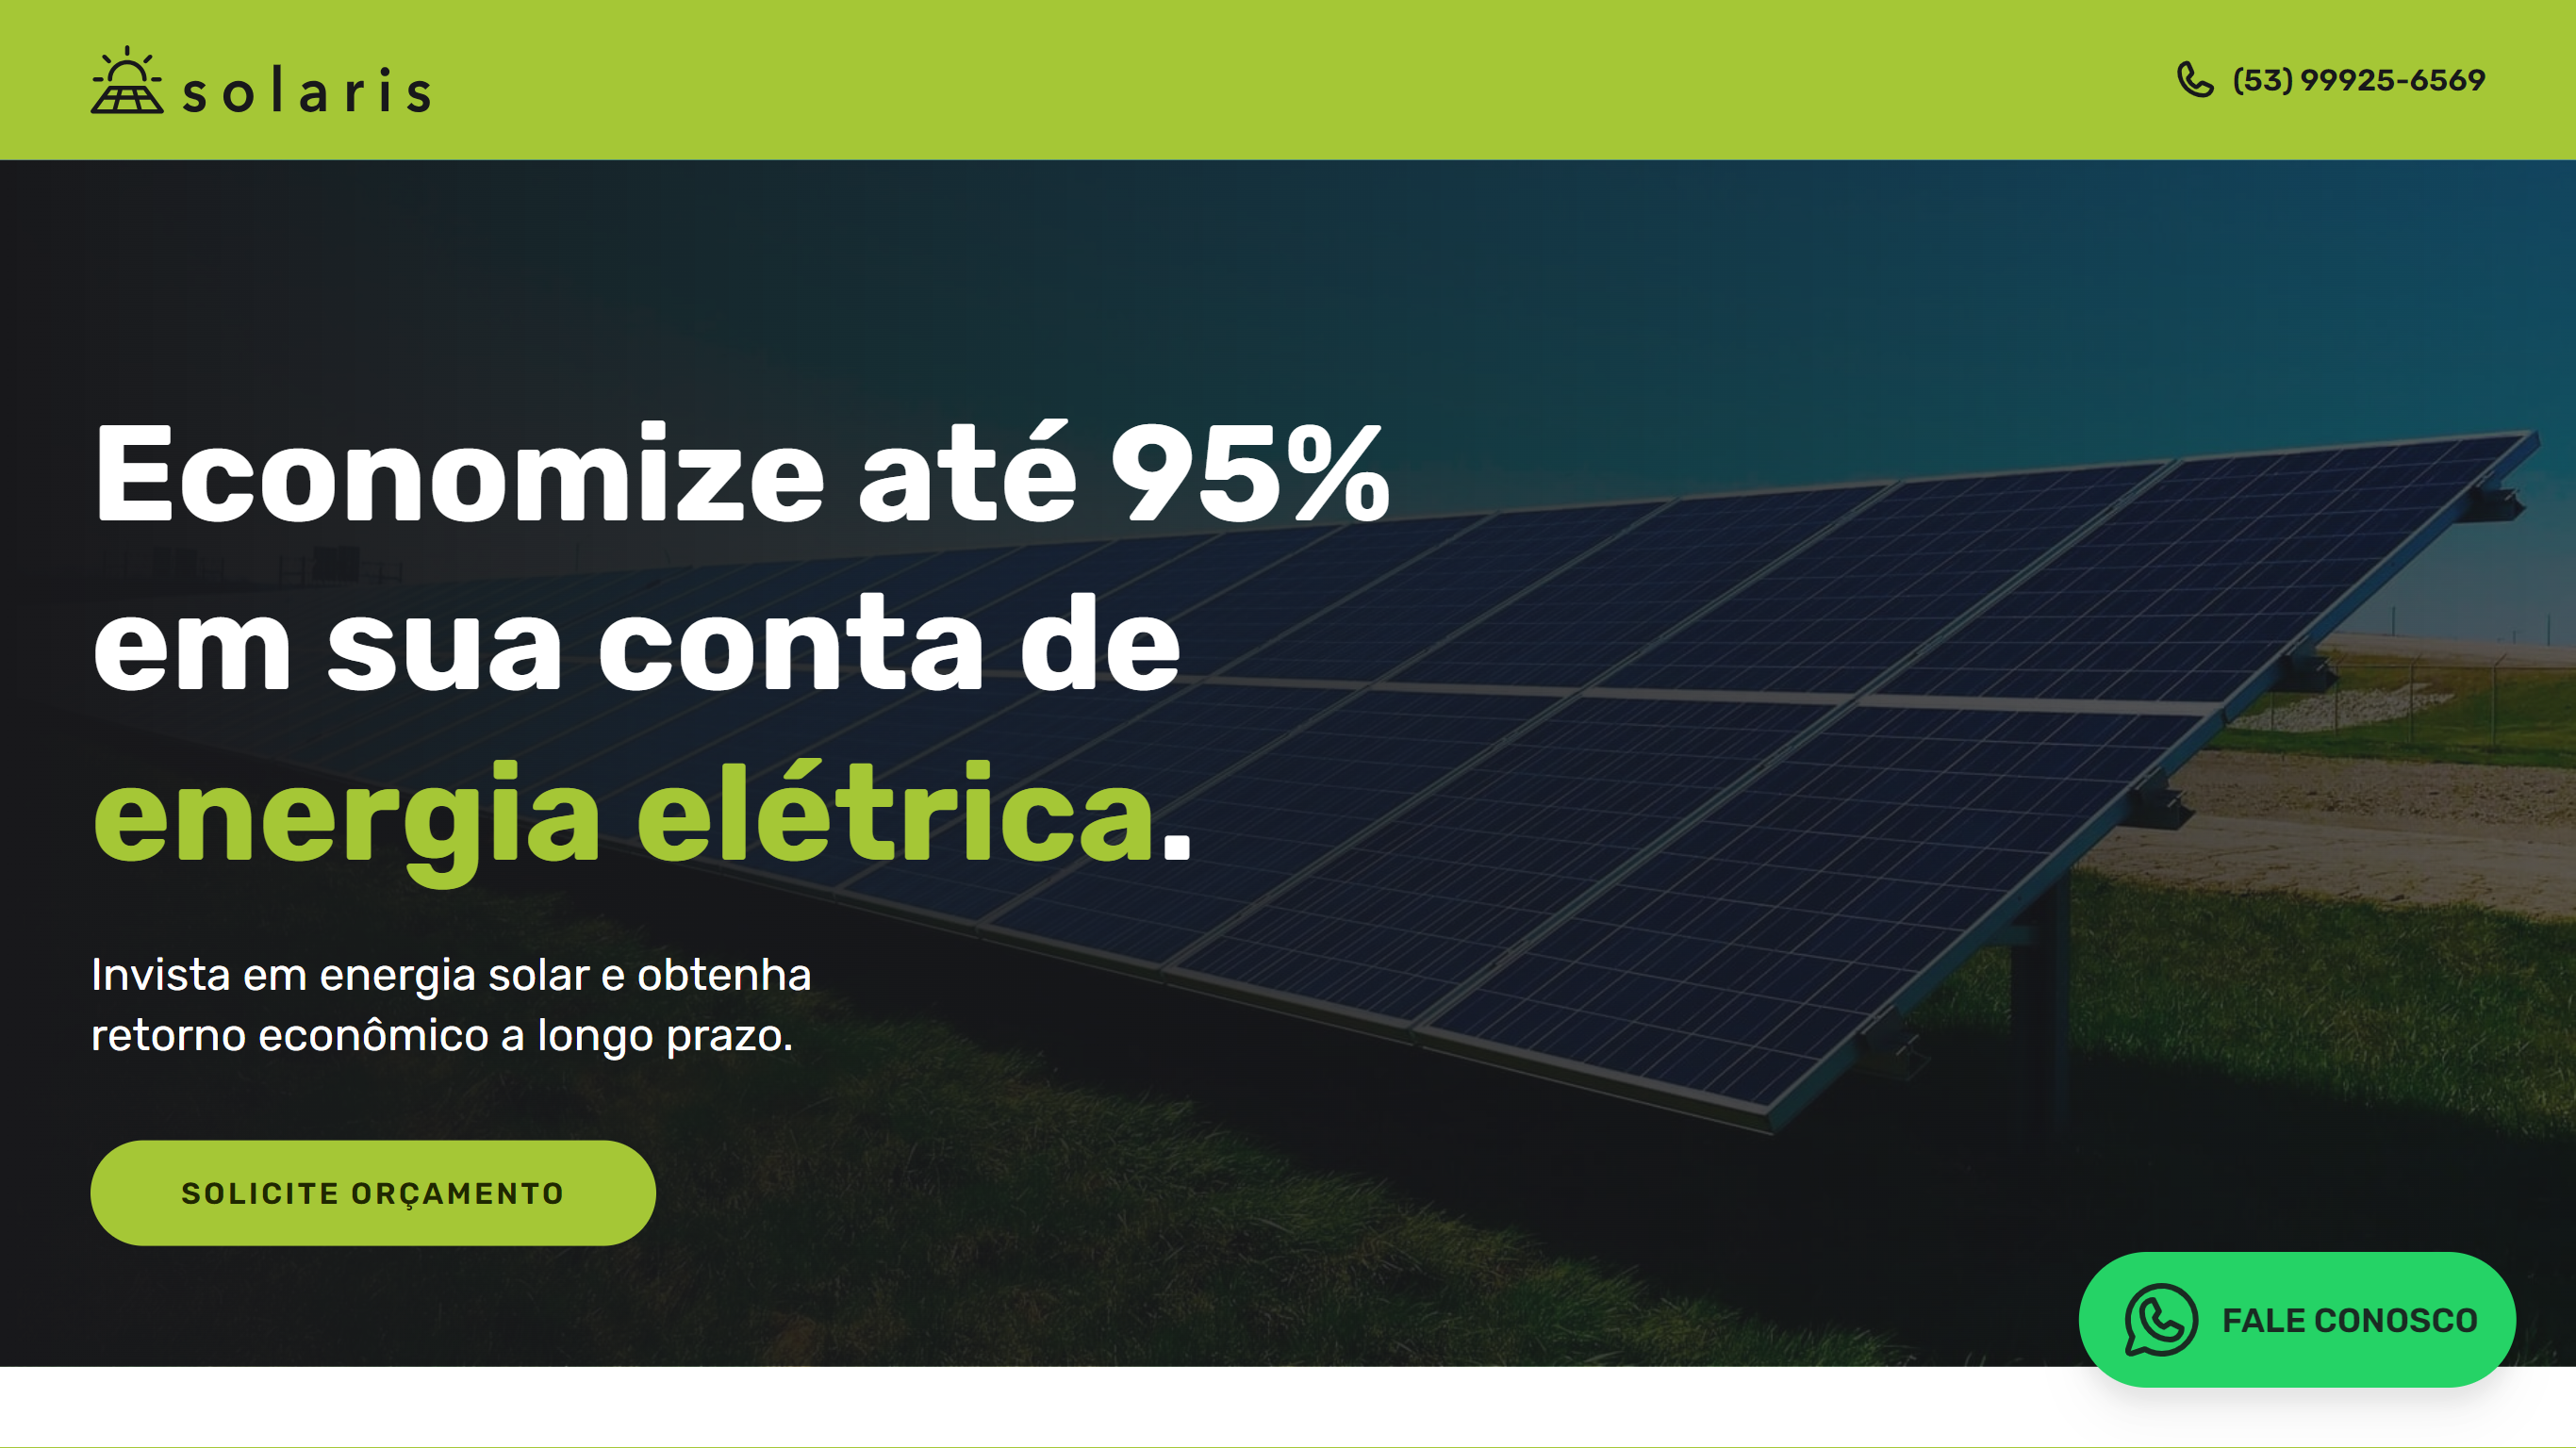 solaris
(53) 99925-6569
Economize até 95%
em sua conta de
energia elétrica.
Invista em energia solar e obtenha
retorno econômico a longo prazo.
SOLICITE ORÇAMENTO
FALE CONOSCO